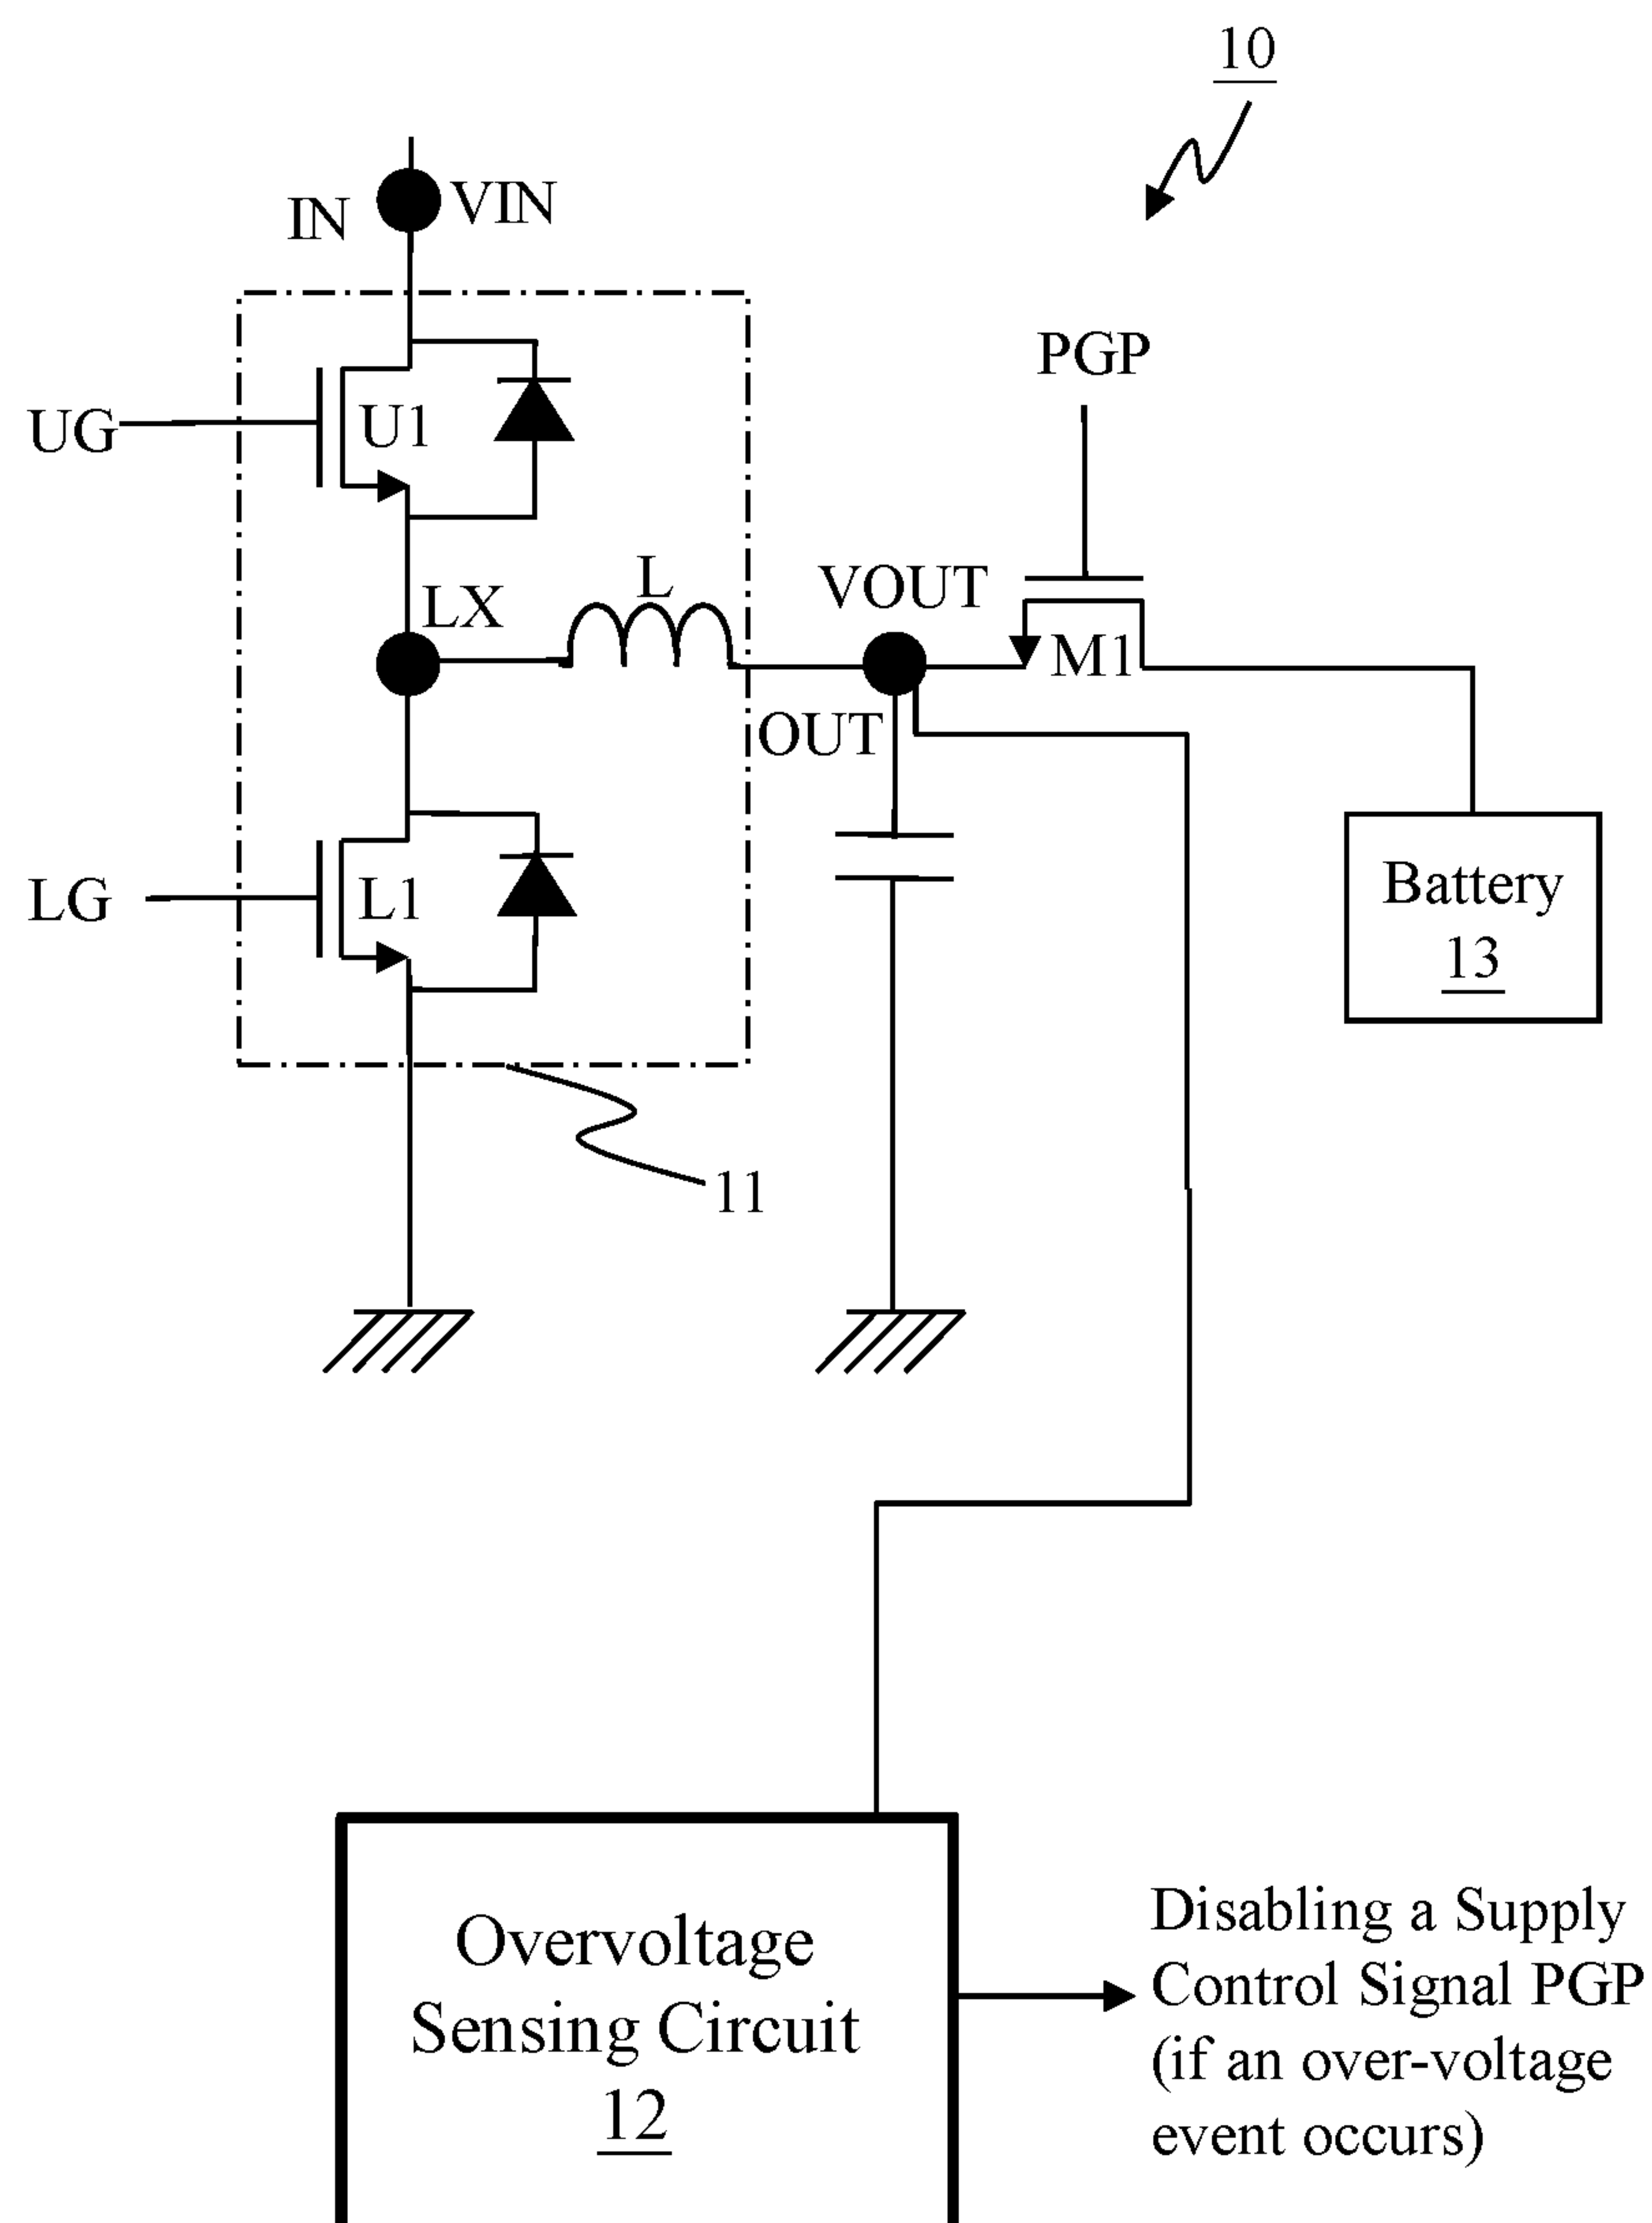 10
IN
VIN
PGP
UG
U1
LX
L
VOUT
M1
OUT
LG
L1
Battery
13
11
Overvoltage
Sensing Circuit
12
Disabling a Supply
Control Signal PGP
(if an over-voltage
event occurs)